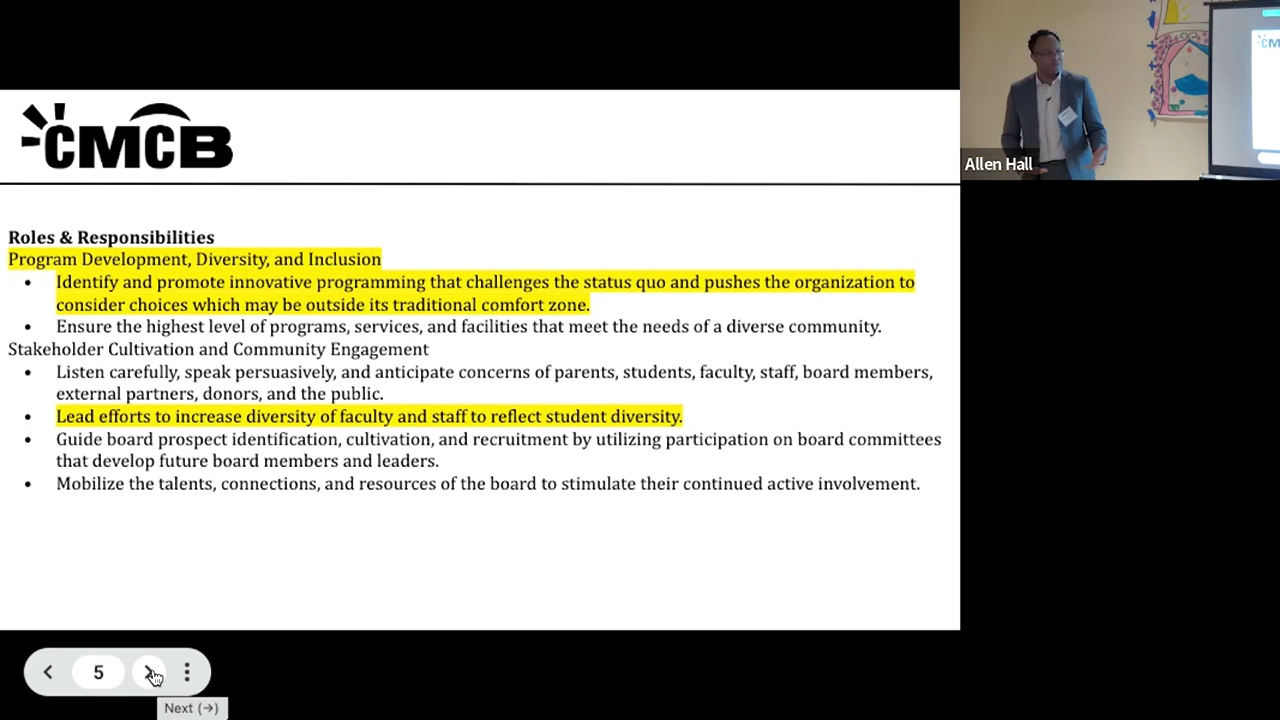 CMCB
Roles & Responsibilities
Program Development, Diversity, and Inclusion
• Identify and promote innovative programming that challenges the status quo and pushes the organization to
consider choices which may be outside its traditional comfort zone.
• Ensure the highest level of programs, services, and facilities that meet the needs of a diverse community.
Stakeholder Cultivation and Community Engagement
• Listen carefully, speak persuasively, and anticipate concerns of parents, students, faculty, staff, board members,
external partners, donors, and the public.
• Lead efforts to increase diversity of faculty and staff to reflect student diversity.
• Guide board prospect identification, cultivation, and recruitment by utilizing participation on board committees
that develop future board members and leaders.
• Mobilize the talents, connections, and resources of the board to stimulate their continued active involvement.
5
Next (→)
Allen Hall